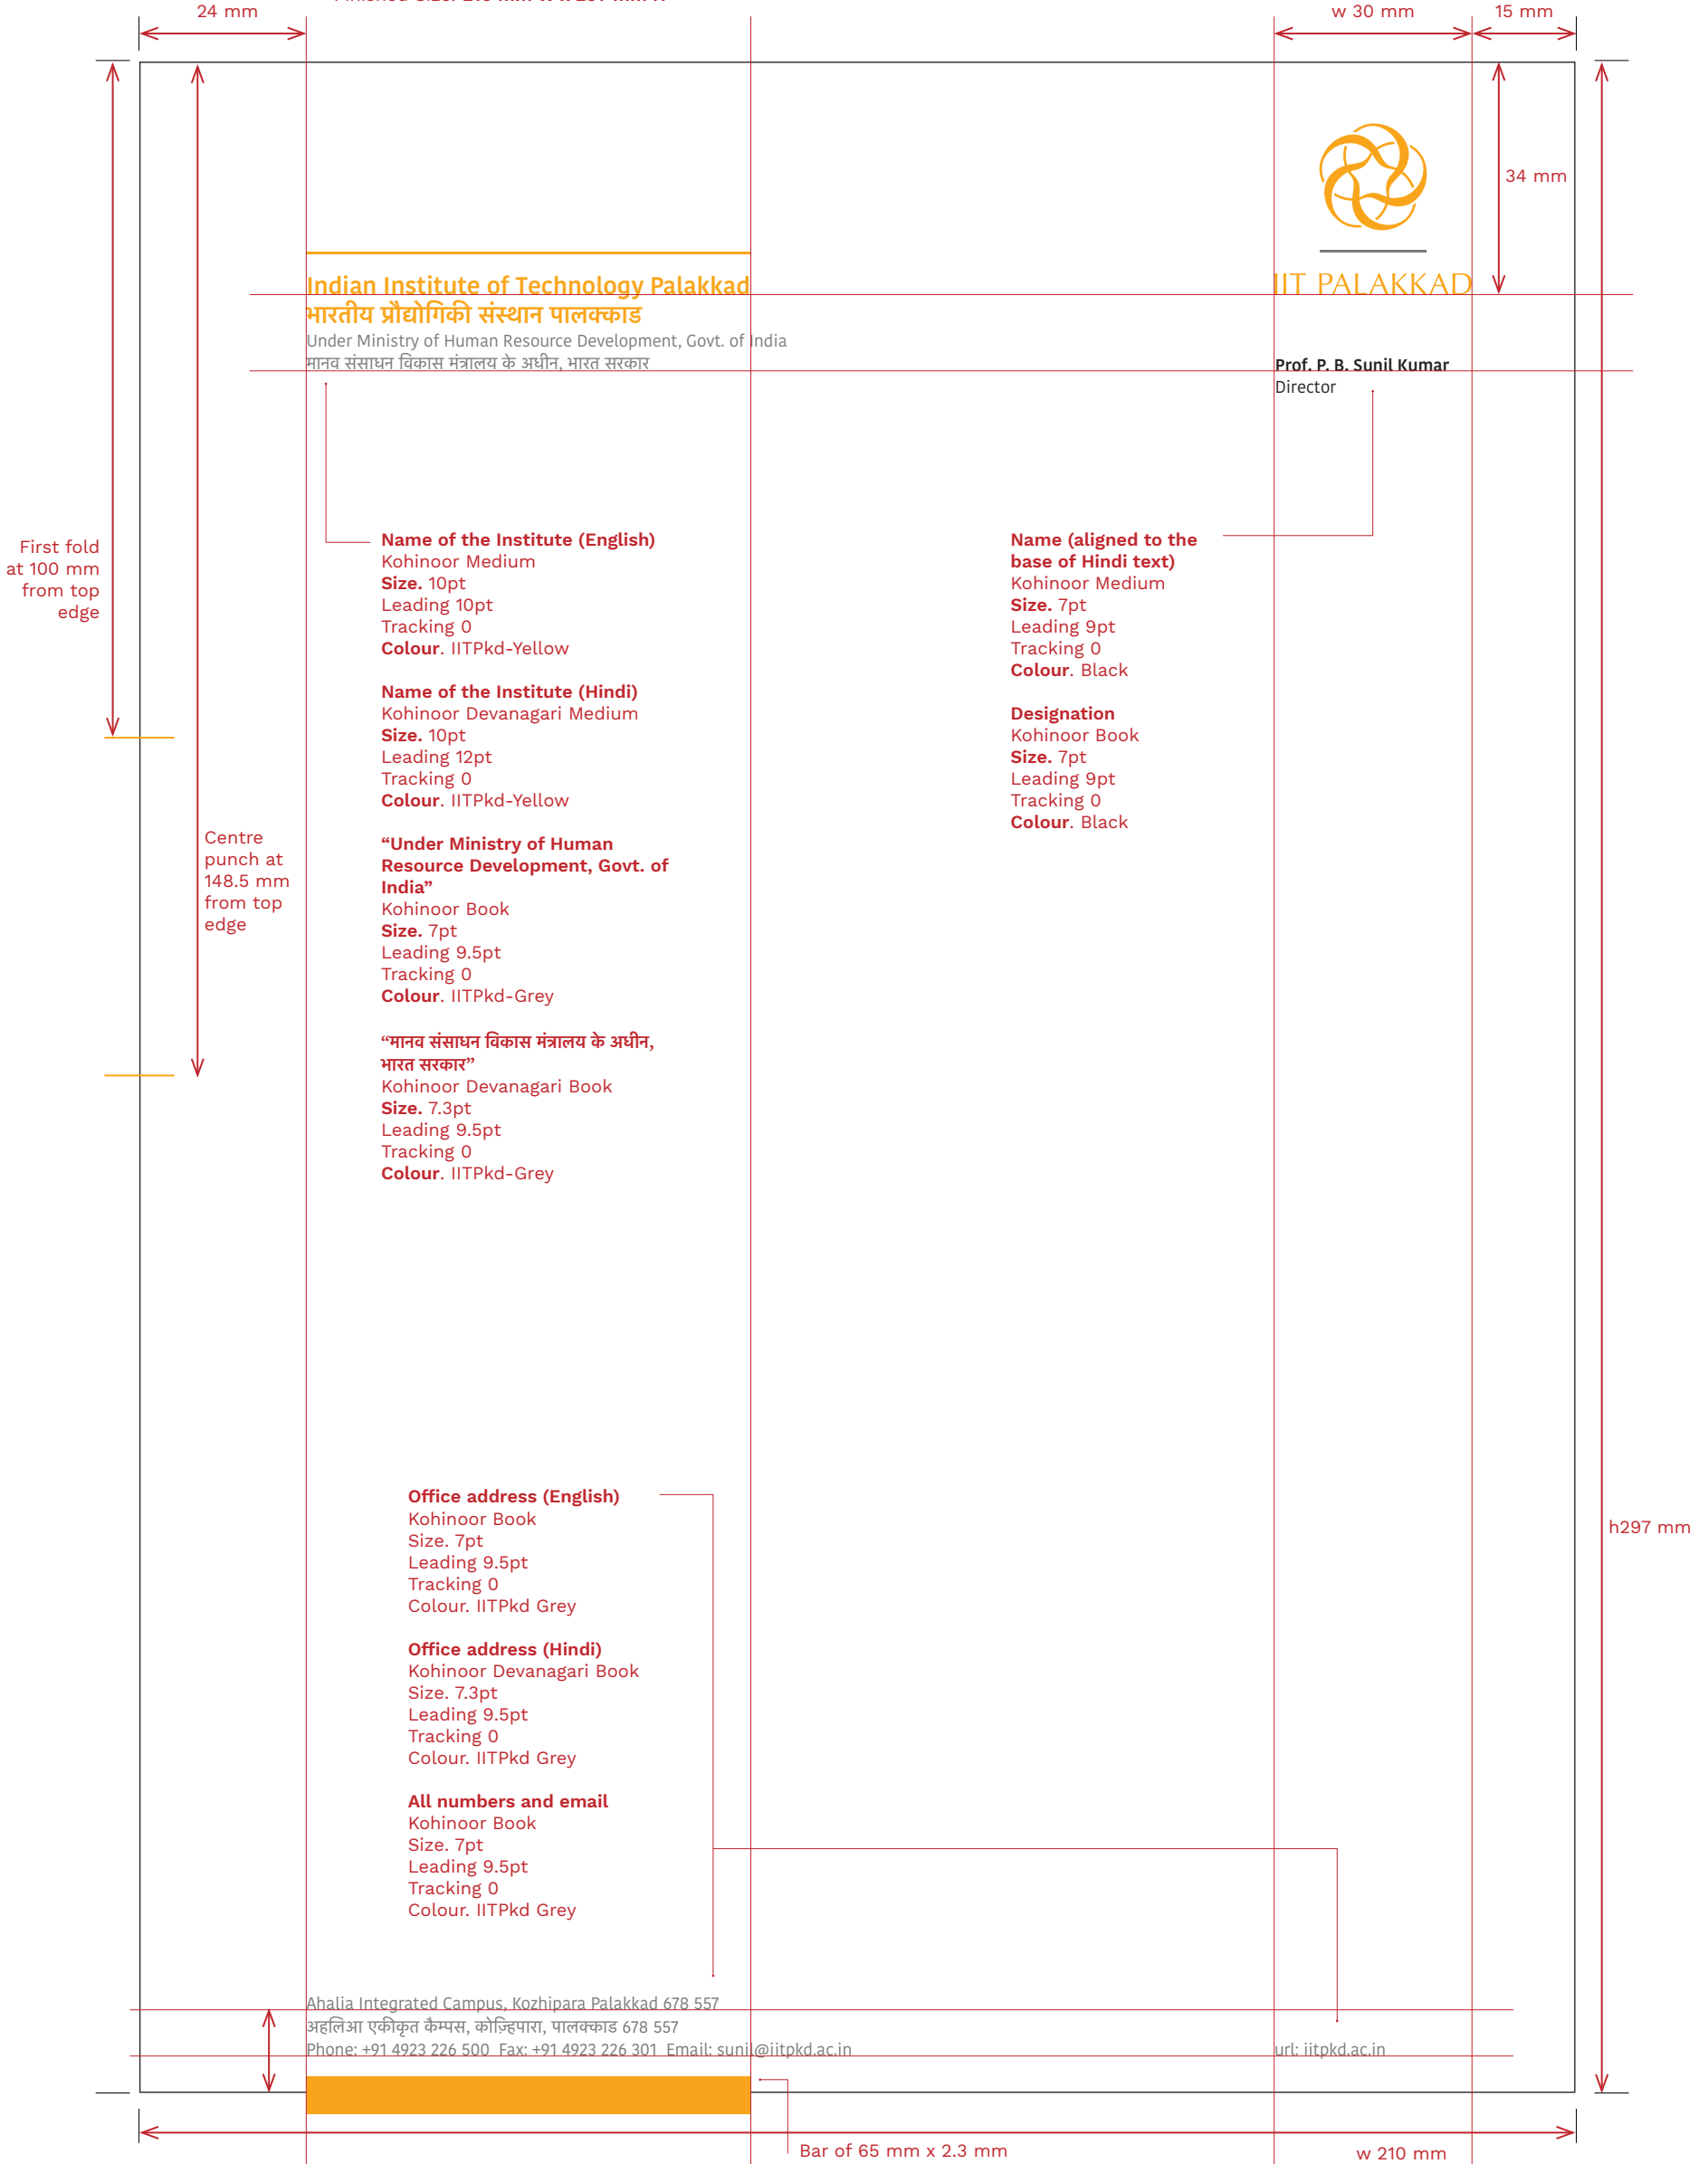 24 mm
w 30 mm
15 mm
34 mm
IIT PALAKKAD
Indian Institute of Technology Palakkad
भारतीय प्रौद्योगिकी संस्थान पालक्काड
Under Ministry of Human Resource Development, Govt. of India
मानव संसाधन विकास मंत्रालय के अधीन, भारत सरकार
Prof. P. B. Sunil Kumar
Director
First fold
at 100 mm
from top
edge
Centre
punch at
148.5 mm
from top
edge
Name of the Institute (English)
Kohinoor Medium
Size. 10pt
Leading 10pt
Tracking 0
Colour. IITPkd-Yellow
Name of the Institute (Hindi)
Kohinoor Devanagari Medium
Size. 10pt
Leading 12pt
Tracking 0
Colour. IITPkd-Yellow
“Under Ministry of Human
Resource Development, Govt. of
India”
Kohinoor Book
Size. 7pt
Leading 9.5pt
Tracking 0
Colour. IITPkd-Grey
“मानव संसाधन विकास मंत्रालय के अधीन,
भारत सरकार”
Kohinoor Devanagari Book
Size. 7.3pt
Leading 9.5pt
Tracking 0
Colour. IITPkd-Grey
Name (aligned to the
base of Hindi text)
Kohinoor Medium
Size. 7pt
Leading 9pt
Tracking 0
Colour. Black
Designation
Kohinoor Book
Size. 7pt
Leading 9pt
Tracking 0
Colour. Black
Office address (English)
Kohinoor Book
Size. 7pt
Leading 9.5pt
Tracking 0
Colour. IITPkd Grey
Office address (Hindi)
Kohinoor Devanagari Book
Size. 7.3pt
Leading 9.5pt
Tracking 0
Colour. IITPkd Grey
All numbers and email
Kohinoor Book
Size. 7pt
Leading 9.5pt
Tracking 0
Colour. IITPkd Grey
h297 mm
Ahalia Integrated Campus, Kozhipara Palakkad 678 557
अहलिआ एकीकृत कैम्पस, कोज़्हिपारा, पालक्काड 678 557
Phone: +91 4923 226 500 Fax: +91 4923 226 301 Email: sunil@iitpkd.ac.in
url: iitpkd.ac.in
Bar of 65 mm x 2.3 mm
w 210 mm